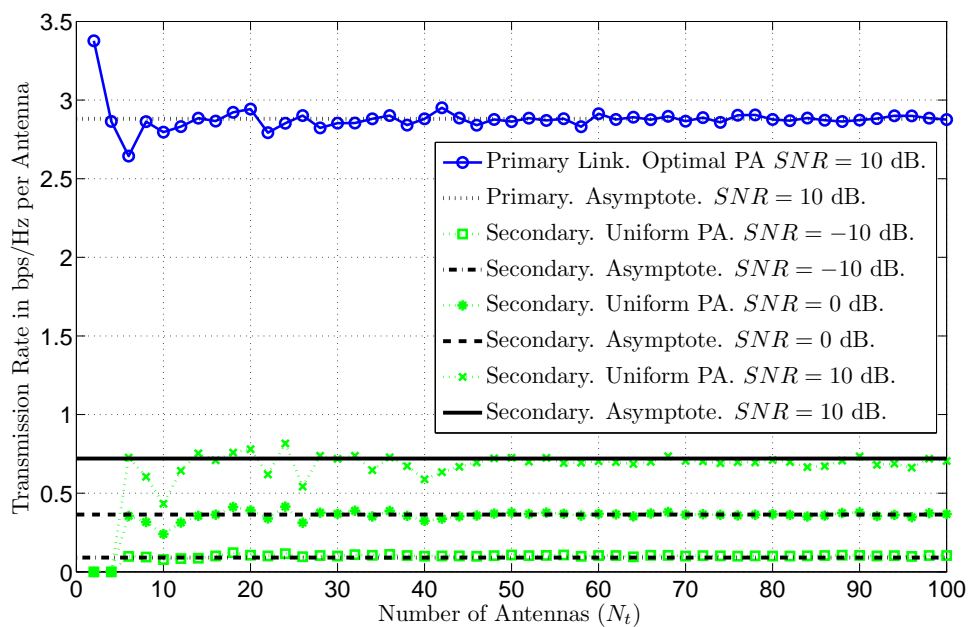 3.5
3
2.5
2
1.5
1
0.5
0
Transmission Rate in bps/Hz per Antenna
Primary Link. Optimal PA SNR = 10 dB.
Primary. Asymptote. SNR = 10 dB.
Secondary. Uniform PA. SNR = −10 dB.
Secondary. Asymptote. SNR = −10 dB.
Secondary. Uniform PA. SNR = 0 dB.
Secondary. Asymptote. SNR = 0 dB.
Secondary. Uniform PA. SNR = 10 dB.
Secondary. Asymptote. SNR = 10 dB.
0 10 20 30 40 50 60 70 80 90 100
Number of Antennas (N_t)